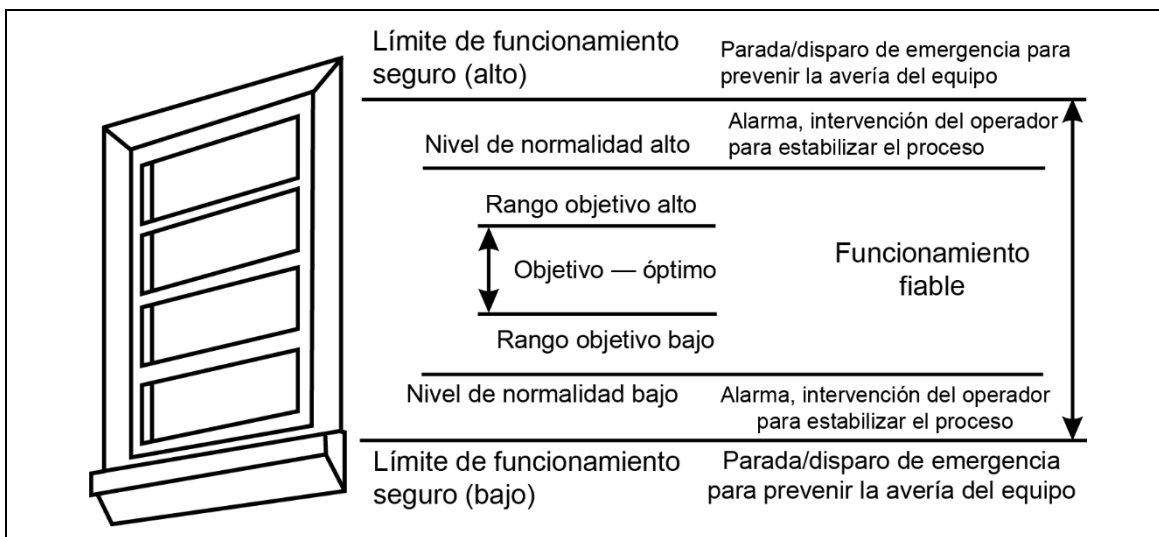 Límite de funcionamiento
seguro (alto)
Parada/disparo de emergencia para
prevenir la avería del equipo
Nivel de normalidad alto
Alarma, intervención del operador
para estabilizar el proceso
Rango objetivo alto
Objetivo — óptimo
Funcionamiento
fiable
Rango objetivo bajo
Nivel de normalidad bajo
Alarma, intervención del operador
para estabilizar el proceso
Límite de funcionamiento
seguro (bajo)
Parada/disparo de emergencia
para prevenir la avería del equipo